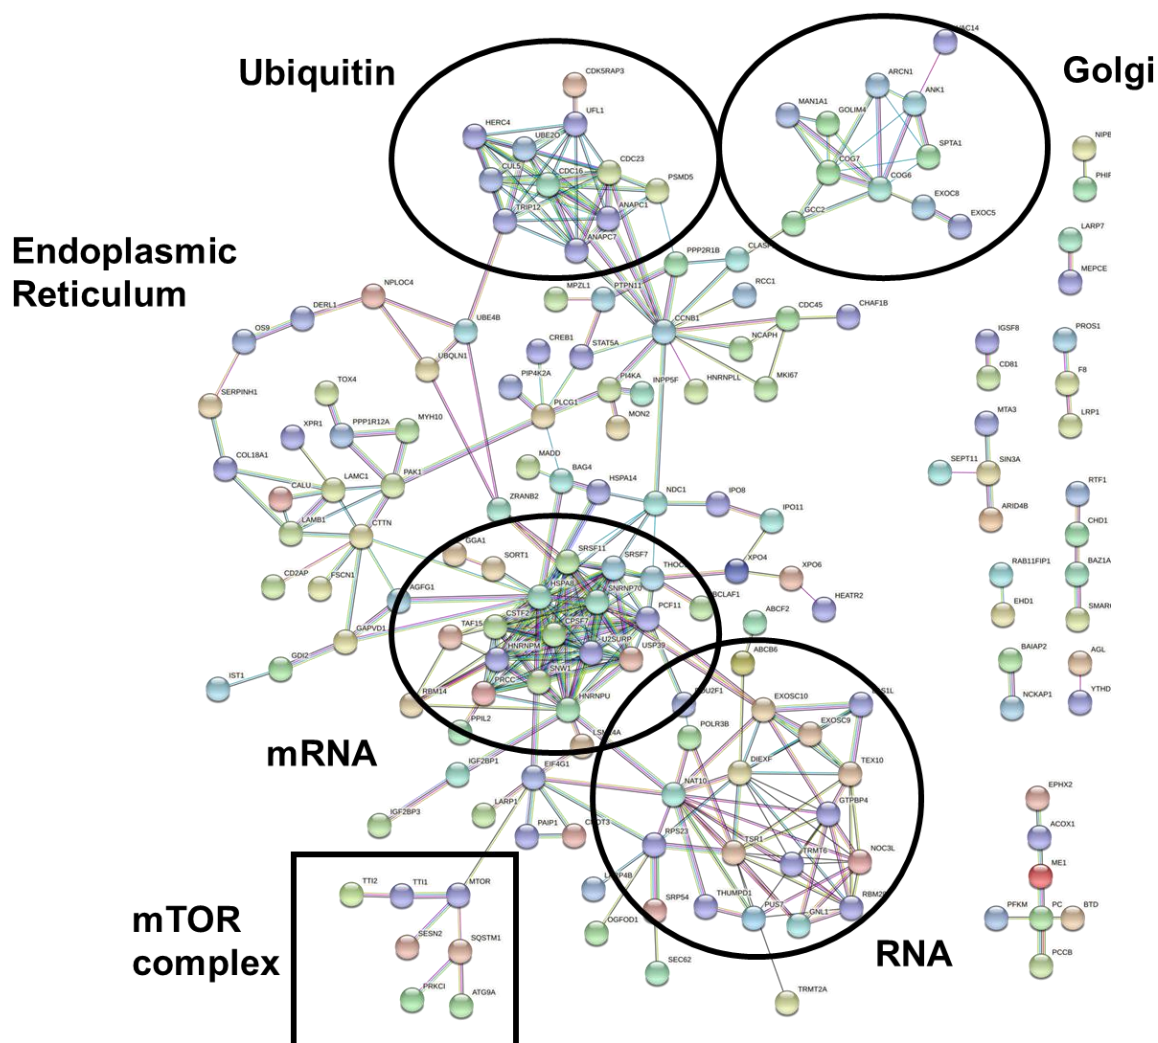 Ubiquitin
Golgi
Endoplasmic
Reticulum
mRNA
mTOR
complex
RNA
CDK5RAP3
UFL1
HERC4
UBE2O
CUL5
CDC16
CDC23
PSMD5
TRIP12
ANAPC1
ANAPC7
ARCN1
ANK1
MAN1A1
GOLIM4
COG7
SPTA1
COG6
GCC2
EXOC8
EXOC5
NIPB
PHIF
LARP7
MEPCE
PPP2R1B
MPZL1
PTPN11
RCC1
CCNB1
CDC45
CHAF1B
NCAPH
MKI67
HNRNPLL
NPLOC4
DERL1
OS9
UBE4B
UBQLN1
SERPINH1
CREB1
STAT5A
PIP4K2A
PI4KA
INPP5F
PLCG1
MON2
IGSF8
CD81
PROS1
F8
LRP1
TOX4
XPR1
PPP1R12A
MYH10
COL18A1
LAMC1
PAK1
CALU
LAMB1
CTTN
MADD
BAG4
HSPA14
ZRANB2
NDC1
IPO8
IPO11
MTA3
SEPT11
SIN3A
ARID4B
RTF1
CHD1
BAZ1A
RAB11FIP1
EHD1
CD2AP
FSCN1
AGFG1
GAPVD1
GDI2
IST1
GGA1
SORT1
SRSF11
SRSF7
HSPA8
SNRNP70
CSTF2
CPSF7
PCF11
TAF15
HNRNPM
U2SURP
USP39
SNW1
PRCC
RBM14
PPIL2
HNRNPU
XPO4
XPO6
HEATR2
ABCF2
ABCB6
BAIAP2
NCKAP1
AGL
YTHD
IGF2BP1
IGF2BP3
EIF4G1
LARP1
PAIP1
POLR3B
EXOSC10
EXOSC9
DIEXF
TEX10
NAT10
GTPBP4
RPS23
TSR1
TRMT6
NOC3L
THUMPD1
PUS7
GNL1
SRP54
OGFOD1
SEC62
TRMT2A
EPHX2
ACOX1
ME1
PFKM
PC
BTD
PCCB
TTI2
TTI1
MTOR
SESN2
SQSTM1
PRKCI
ATG9A